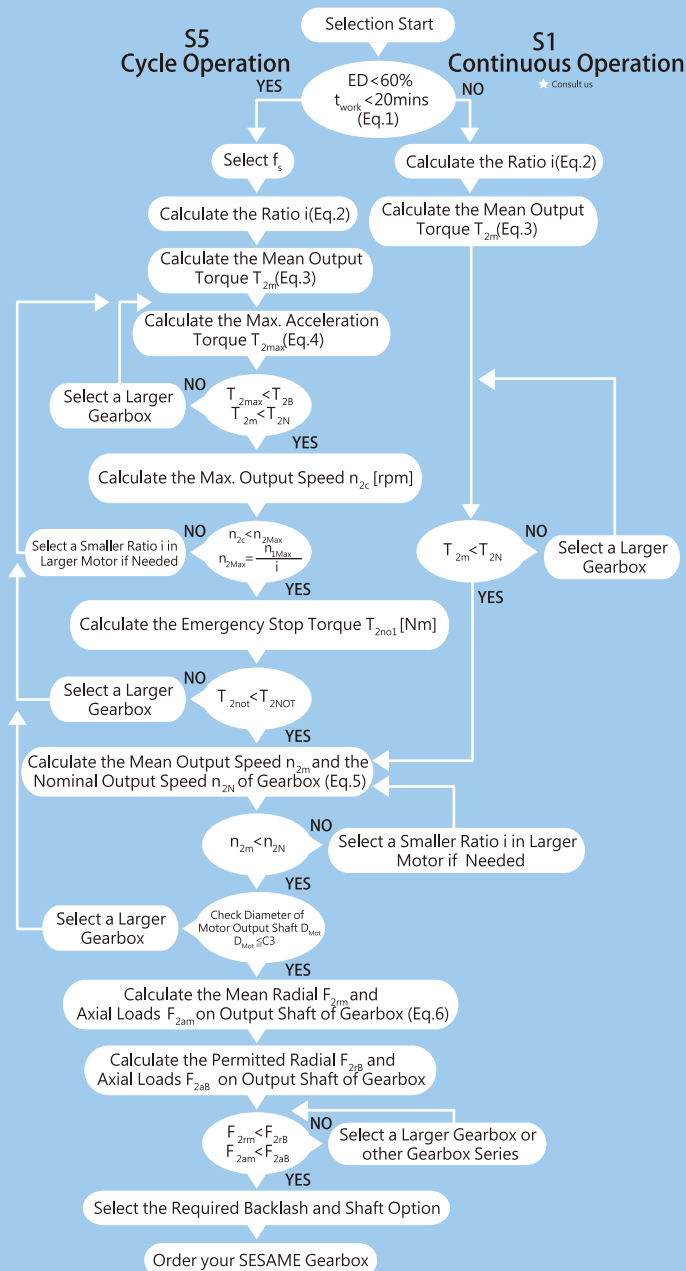 Selection Start
S5
Cycle Operation
S1
Continuous Operation
Consult us
ED<60%
t_work<20mins
(Eq.1)
YES
NO
Select f_s
Calculate the Ratio i(Eq.2)
Calculate the Ratio i(Eq.2)
Calculate the Mean Output
Torque T_2m(Eq.3)
Calculate the Mean Output
Torque T_2m(Eq.3)
Calculate the Max. Acceleration
Torque T_2max(Eq.4)
Select a Larger
Gearbox
NO
T_2max<T_2B
T_2m<T_2N
YES
Calculate the Max. Output Speed n_2c [rpm]
Select a Smaller Ratio i in
Larger Motor if Needed
NO
n_2c<n_2Max
n_2Max=n_1Max/i
YES
T_2m<T_2N
NO
Select a Larger
Gearbox
YES
Calculate the Emergency Stop Torque T_2no1 [Nm]
Select a Larger
Gearbox
NO
T_2not<T_2NOT
YES
Calculate the Mean Output Speed n_2m and the
Nominal Output Speed n_2N of Gearbox (Eq.5)
n_2m<n_2N
NO
Select a Smaller Ratio i in Larger
Motor if Needed
YES
Select a Larger
Gearbox
Check Diameter of
Motor Output Shaft D_Mot
D_Mot≦C3
YES
Calculate the Mean Radial F_2rm and
Axial Loads F_2am on Output Shaft of Gearbox (Eq.6)
Calculate the Permitted Radial F_2rB and
Axial Loads F_2aB on Output Shaft of Gearbox
F_2rm<F_2rB
F_2am<F_2aB
NO
Select a Larger Gearbox or
other Gearbox Series
YES
Select the Required Backlash and Shaft Option
Order your SESAME Gearbox